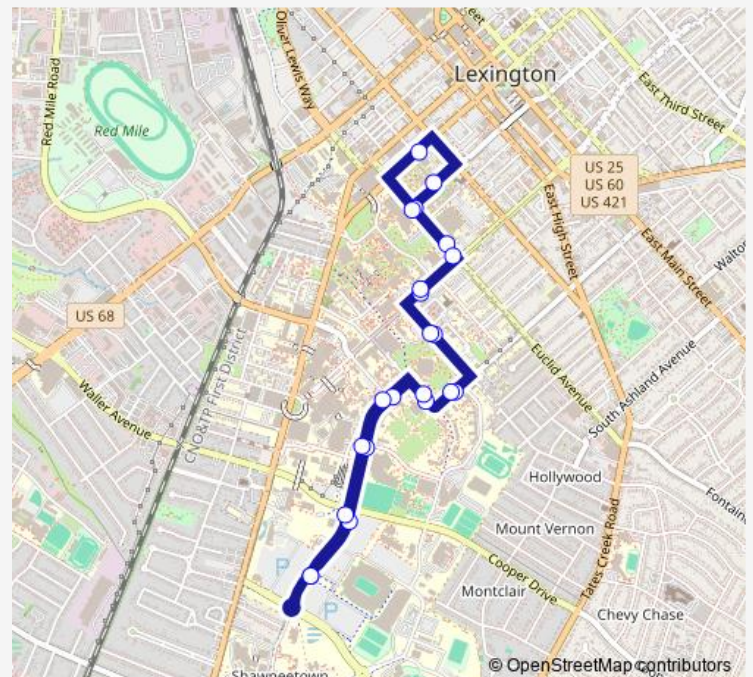 Lexington
Oliver Lewis Way
Red Mile Road
Red Mile
East Third Street
US 25
US 60
US 421
East High Street
East Main Street
Walton
US 68
CNO&TP First District
Waller Avenue
Euclid Avenue
South Ashland Avenue
Hollywood
Fontaine
Mount Vernon
Tates Creek Road
Cooper Drive
P
P
Montclair
Chevy Chase
Shawneetown
© OpenStreetMap contributors